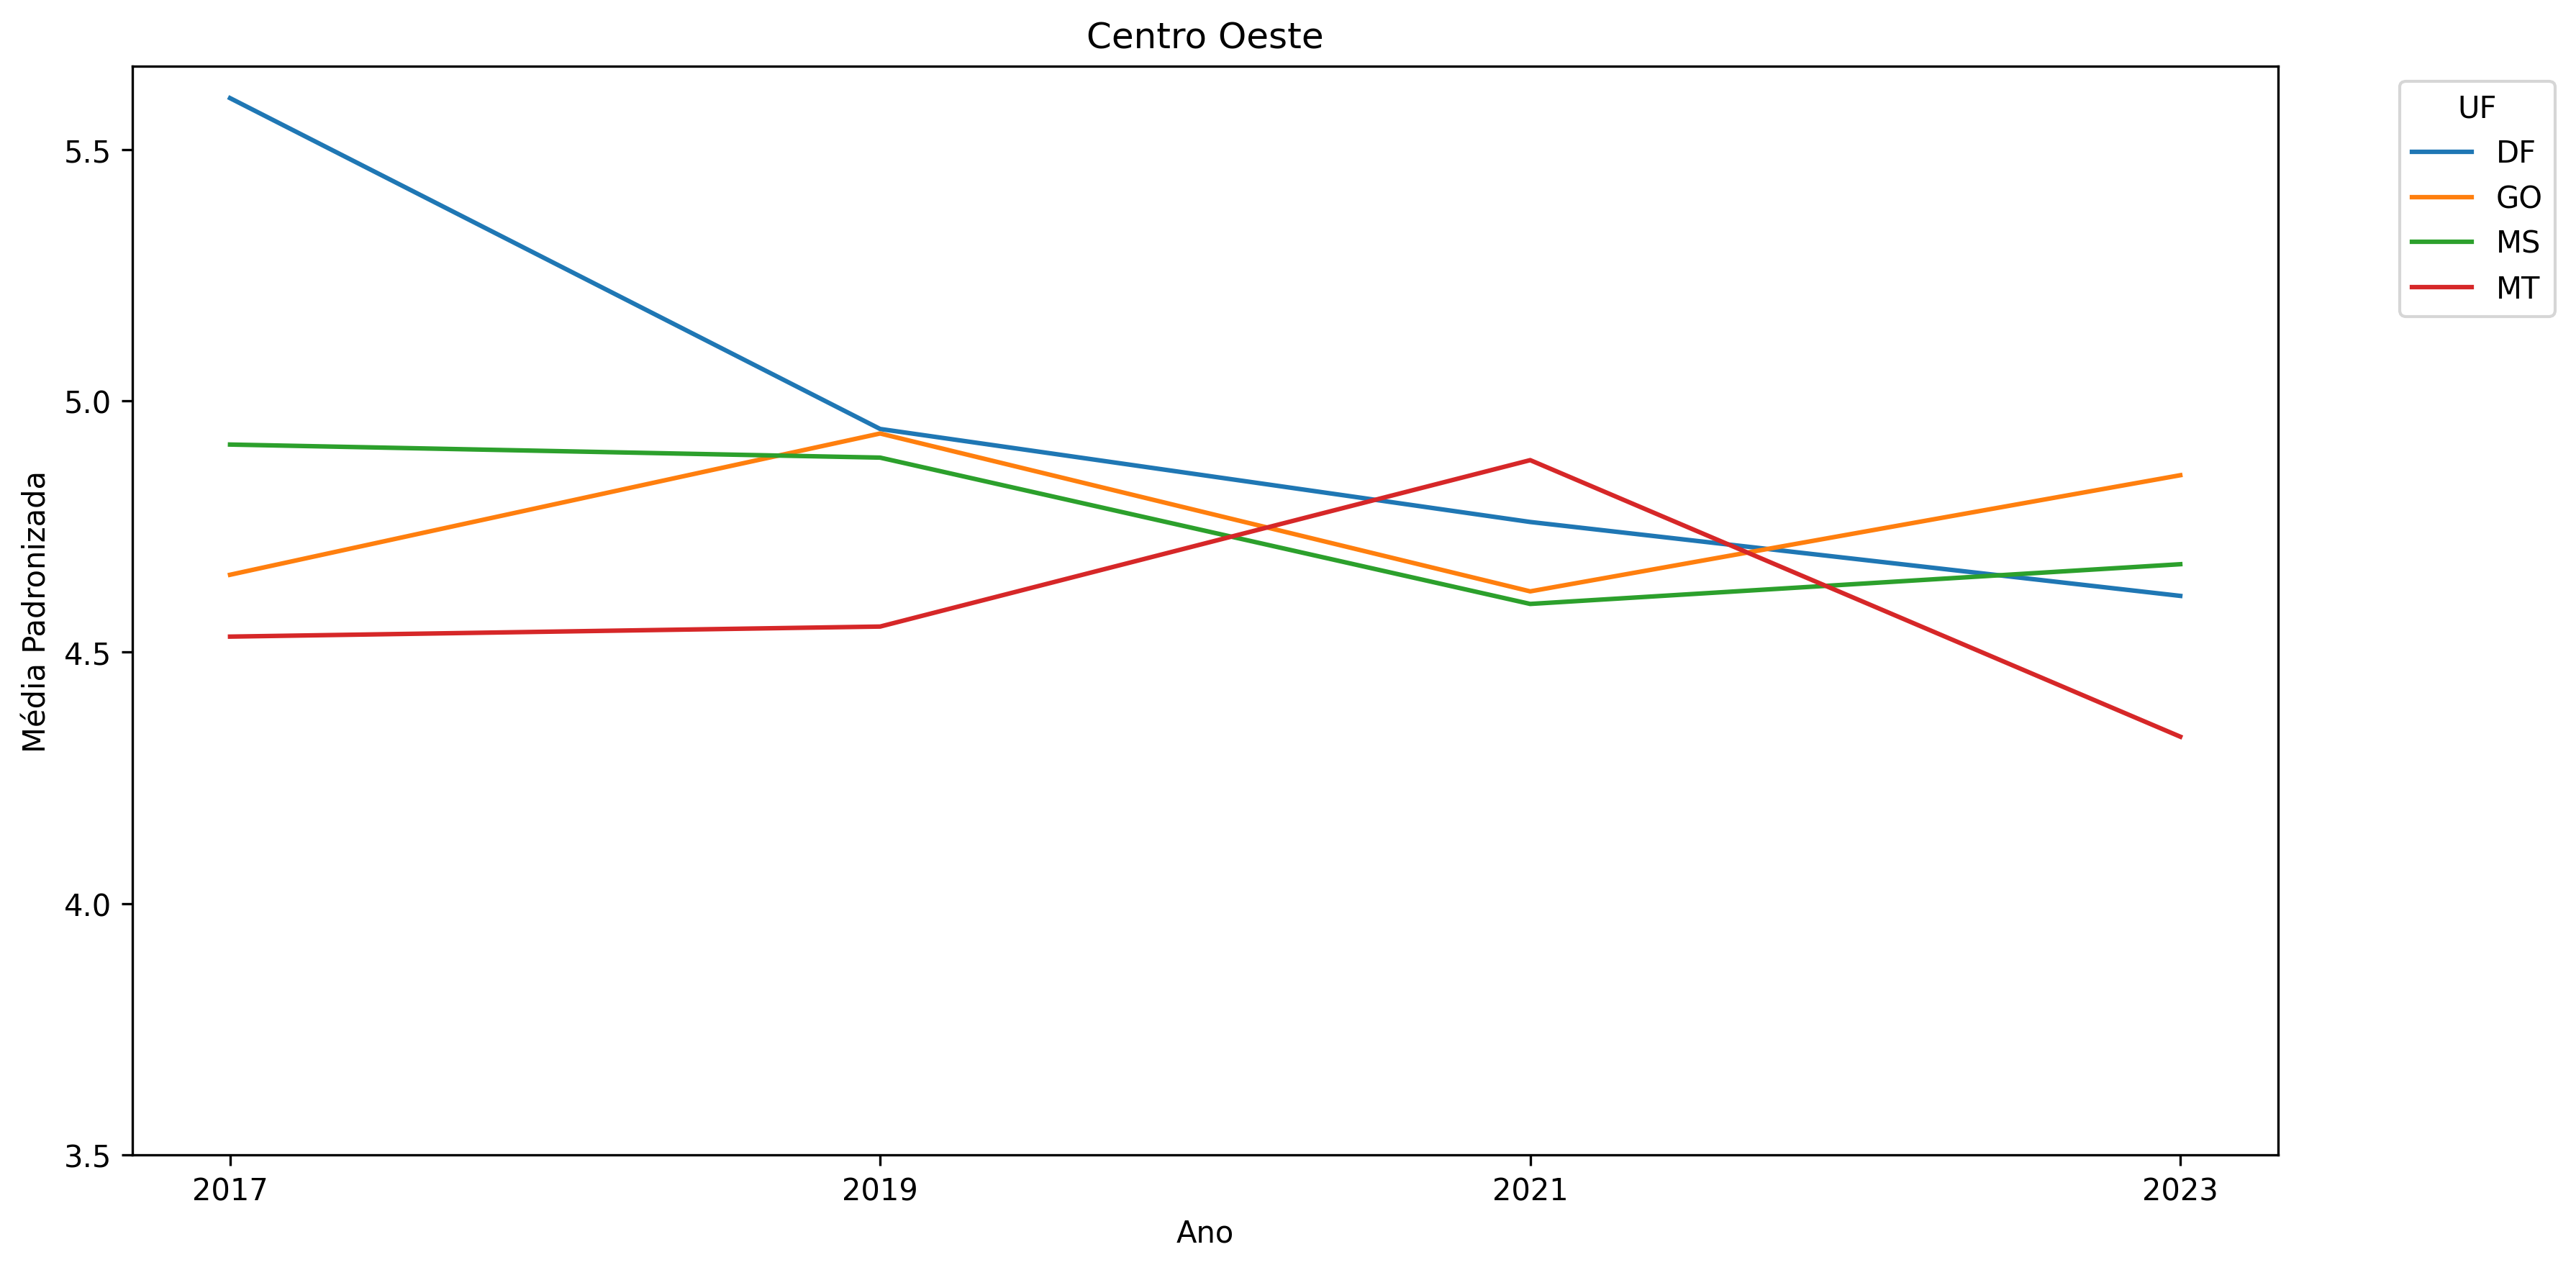 Centro Oeste
UF
DF
GO
MS
MT
5.5
5.0
4.5
4.0
3.5
Média Padronizada
2017
2019
2021
2023
Ano